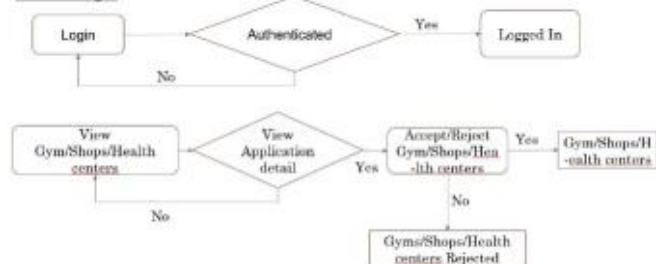 Login
Authenticated
Yes
Logged In
No
View
Gym/Shops/Health
centers
View
Application
detail
Yes
Accept/Reject
Gym/Shops/Hea
-lth centers
Yes
Gym/Shops/H
-ealth centers
No
No
Gyms/Shops/Health
centers Rejected